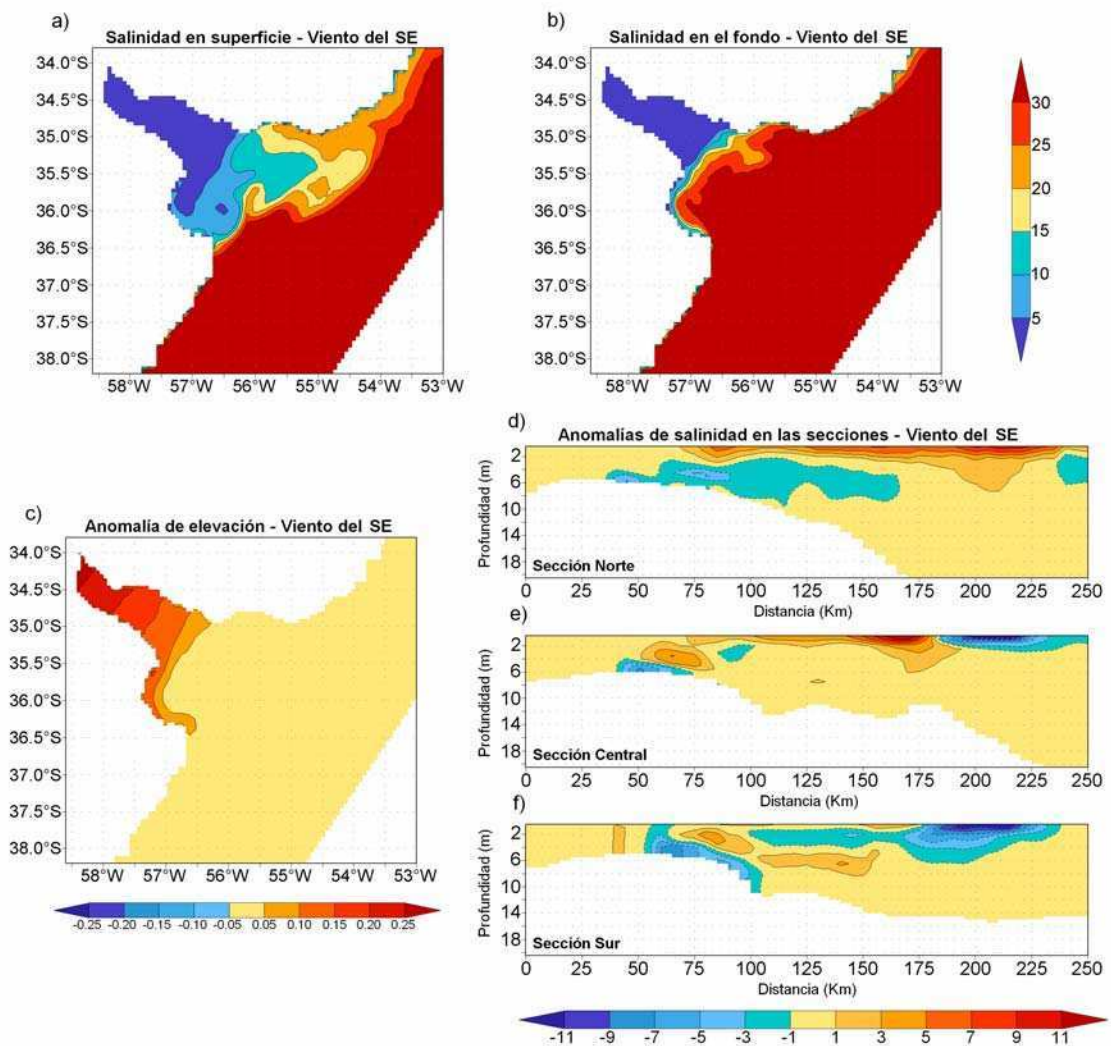 a)
Salinidad en superficie - Viento del SE
34.0°S
34.5°S
35.0°S
35.5°S
36.0°S
36.5°S
37.0°S
37.5°S
38.0°S
58°W 57°W 56°W 55°W 54°W 53°W
b)
Salinidad en el fondo - Viento del SE
34.0°S
34.5°S
35.0°S
35.5°S
36.0°S
36.5°S
37.0°S
37.5°S
38.0°S
58°W 57°W 56°W 55°W 54°W 53°W
30
25
20
15
10
5
c)
Anomalía de elevación - Viento del SE
34.0°S
34.5°S
35.0°S
35.5°S
36.0°S
36.5°S
37.0°S
37.5°S
38.0°S
58°W 57°W 56°W 55°W 54°W 53°W
-0.25 -0.20 -0.15 -0.10 -0.05 0.05 0.10 0.15 0.20 0.25
d)
Anomalías de salinidad en las secciones - Viento del SE
Profundidad (m)
2
6
10
14
18
Sección Norte
0 25 50 75 100 125 150 175 200 225 250
Distancia (Km)
e)
Profundidad (m)
2
6
10
14
18
Sección Central
0 25 50 75 100 125 150 175 200 225 250
Distancia (Km)
f)
Profundidad (m)
2
6
10
14
18
Sección Sur
0 25 50 75 100 125 150 175 200 225 250
Distancia (Km)
-11 -9 -7 -5 -3 -1 1 3 5 7 9 11